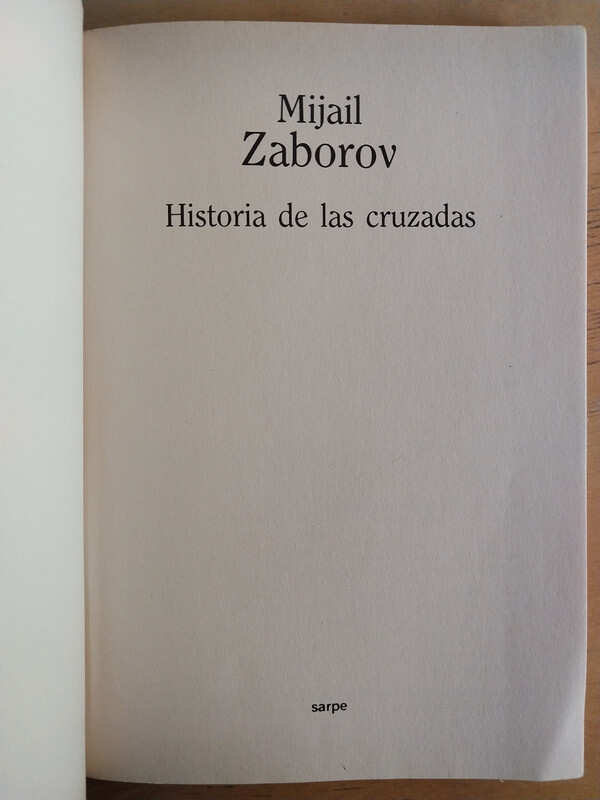 Mijail
Zaborov
Historia de las cruzadas
sarpe